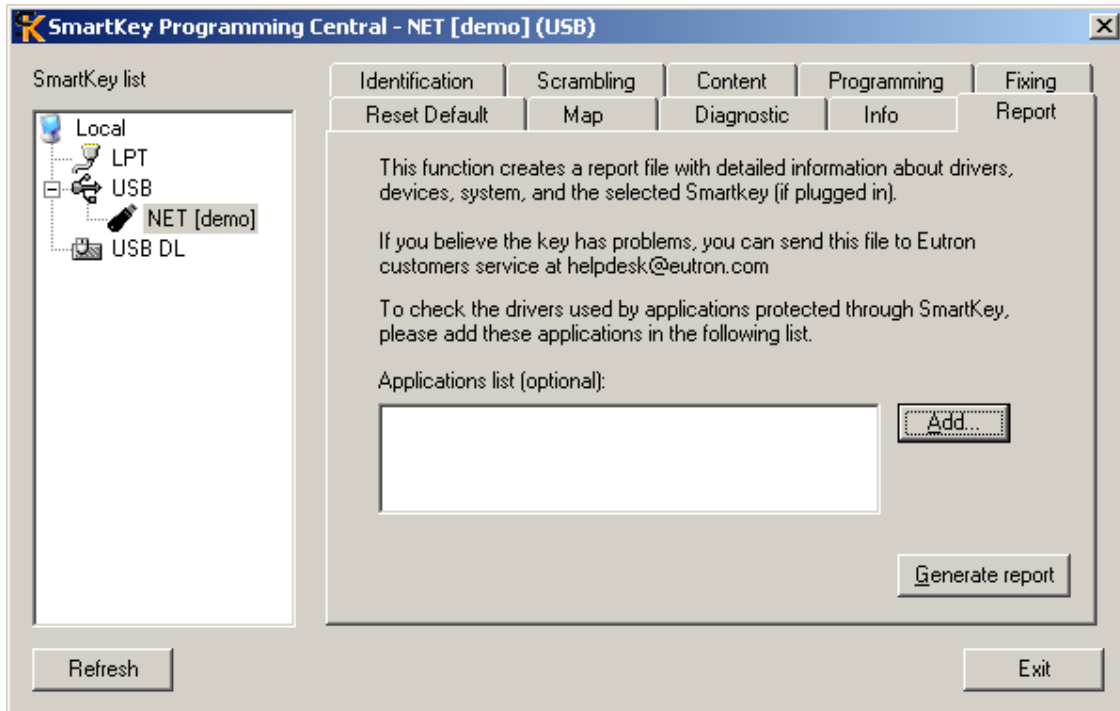 SmartKey Programming Central - NET [demo] (USB)
SmartKey list
Local
LPT
USB
NET [demo]
USB DL
Identification
Scrambling
Content
Programming
Fixing
Reset Default
Map
Diagnostic
Info
Report
This function creates a report file with detailed information about drivers,
devices, system, and the selected Smartkey (if plugged in).
If you believe the key has problems, you can send this file to Eutron
customers service at helpdesk@eutron.com
To check the drivers used by applications protected through SmartKey,
please add these applications in the following list.
Applications list (optional):
Add...
Generate report
Refresh
Exit